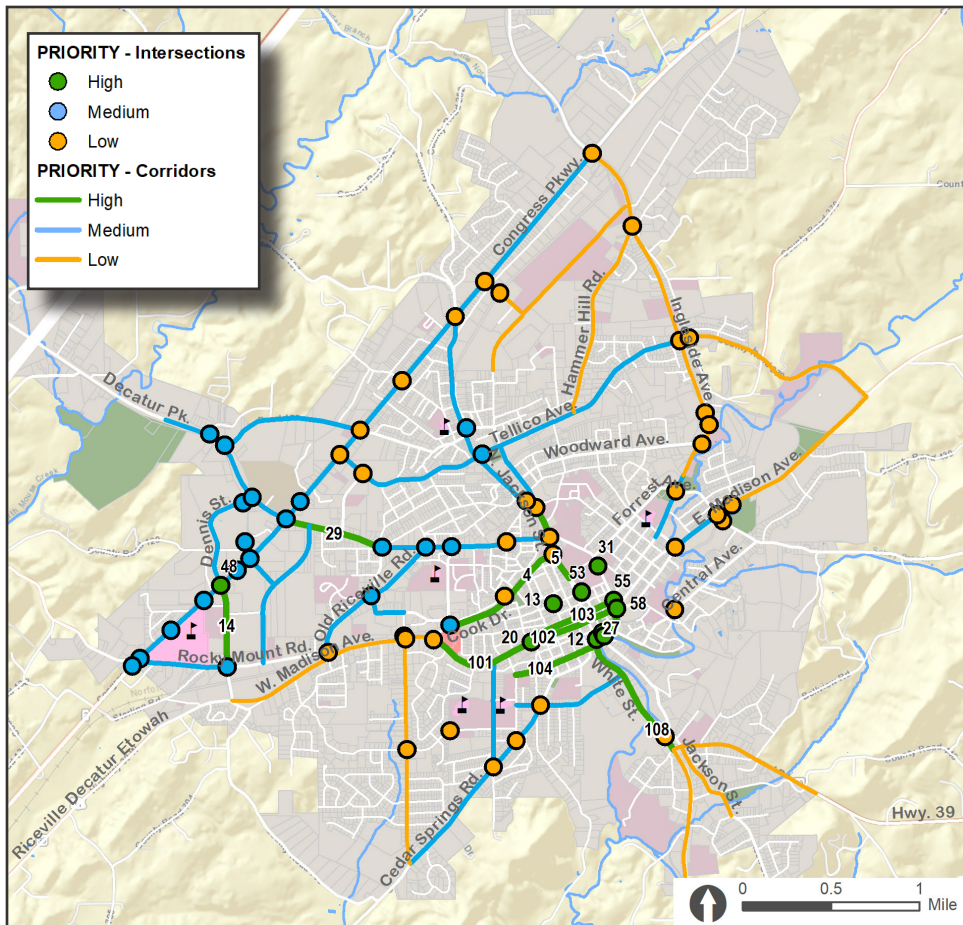 PRIORITY - Intersections
High
Medium
Low
PRIORITY - Corridors
High
Medium
Low
Congress Pkwy.
Hammer Hill Rd.
Ingleside Ave.
Decatur Pk.
Tellico Ave.
Woodward Ave.
N. Jackson St.
Forrest Ave.
E. Madison Ave.
Dennis St.
29
Old Riceville Rd.
5
31
Central Ave.
48
4
53
55
13
58
103
14
Cook Dr.
20
102
12
27
Rocky Mount Rd.
W. Madison Ave.
101
104
White St.
108
Jackson St.
Riceville Decatur Etowah
Cedar Springs Rd.
Dr
Hwy. 39
0 0.5 1
Mile